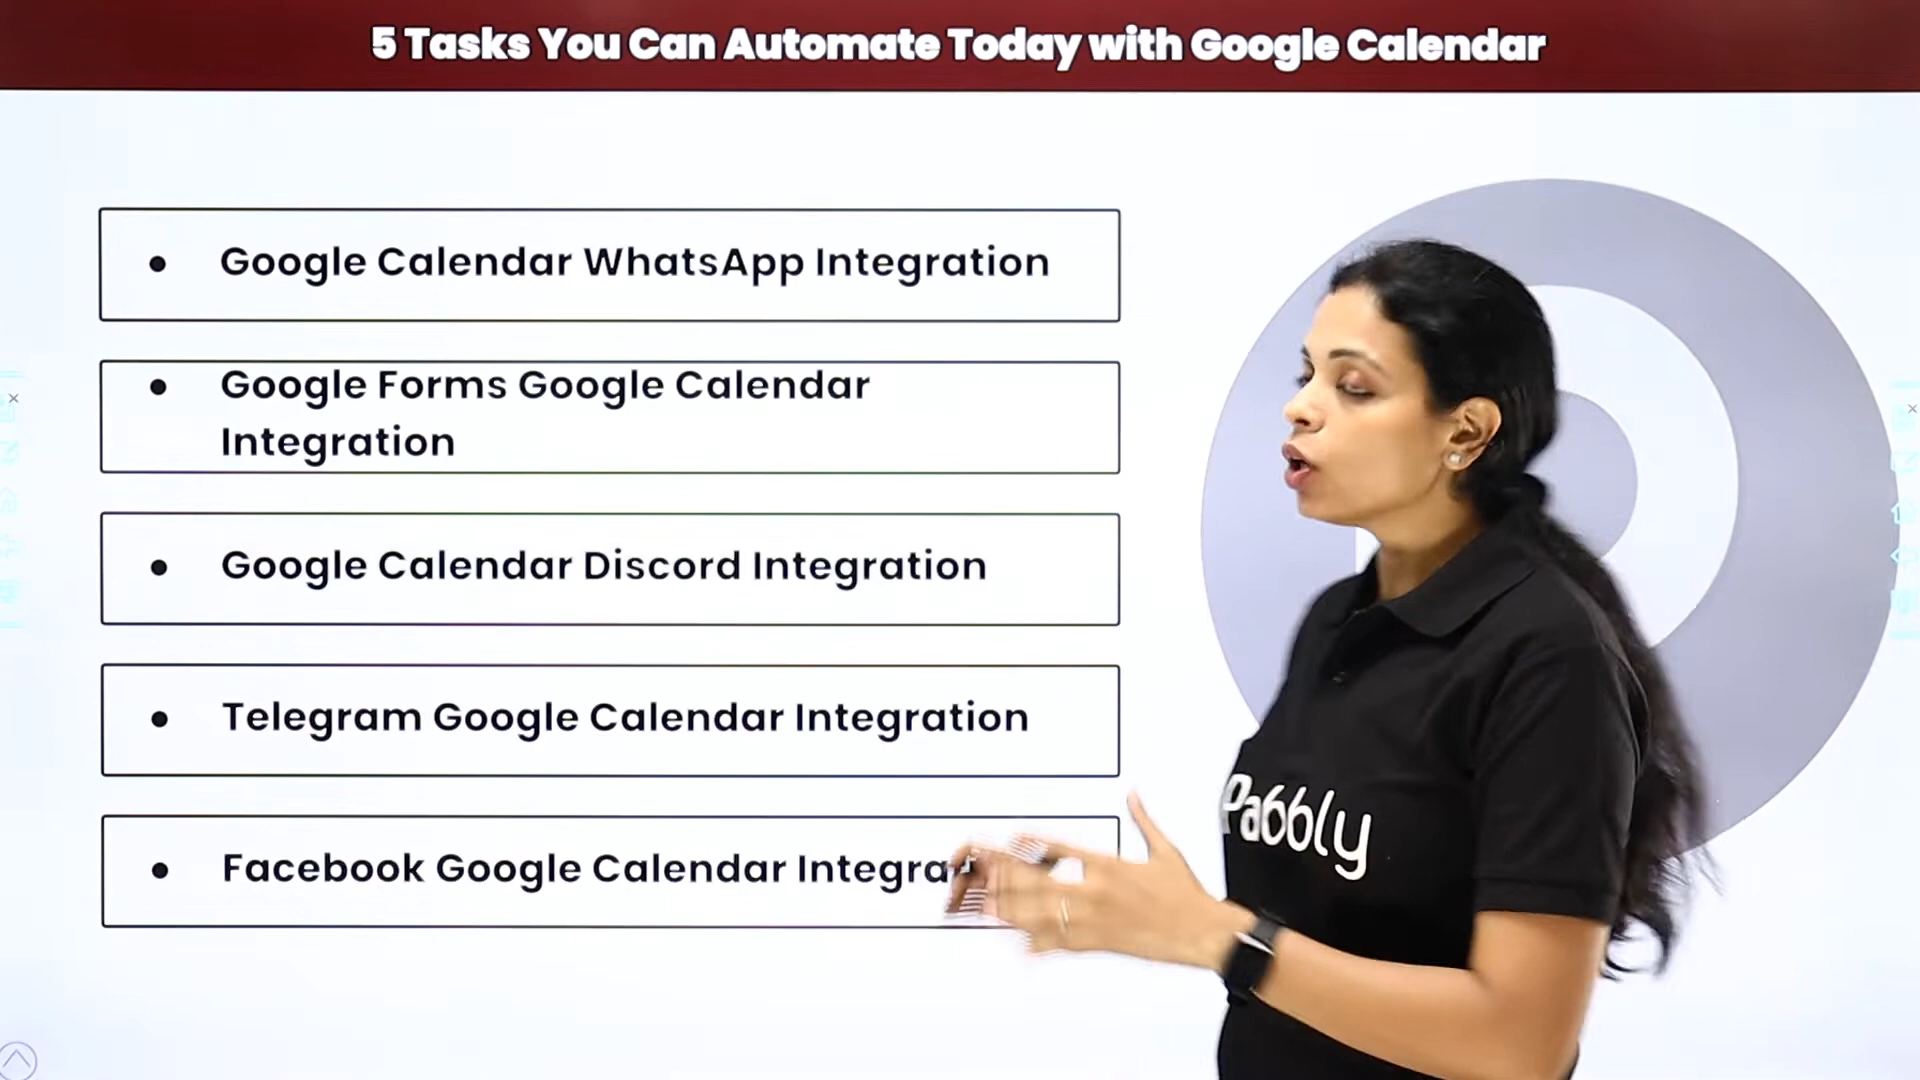 5 Tasks You Can Automate Today with Google Calendar
• Google Calendar WhatsApp Integration
• Google Forms Google Calendar
Integration
• Google Calendar Discord Integration
• Telegram Google Calendar Integration
• Facebook Google Calendar
Pabbly